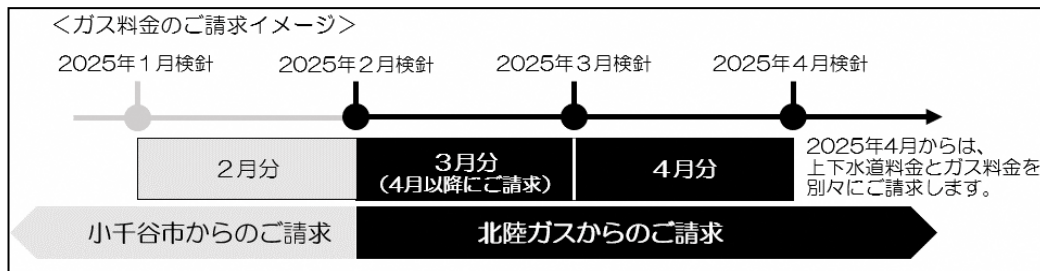 ＜ガス料金のご請求イメージ＞
2025年１月検針
2025年２月検針
2025年３月検針
2025年４月検針
２月分
３月分
（4月以降にご請求）
４月分
2025年4月からは、
上下水道料金とガス料金を
別々にご請求します。
小千谷市からのご請求
北陸ガスからのご請求